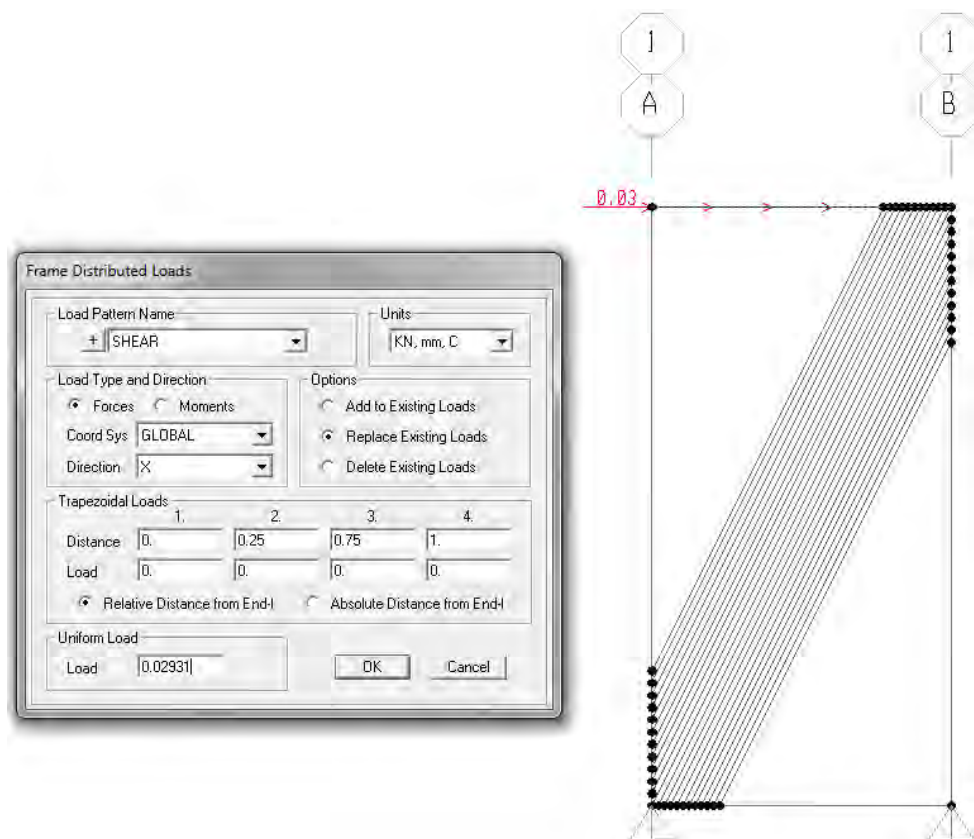 1
1
A
B
0.03
Frame Distributed Loads
Load Pattern Name
+ SHEAR
Units
KN, mm, C
Load Type and Direction
Forces Moments
Coord Sys GLOBAL
Direction X
Options
Add to Existing Loads
Replace Existing Loads
Delete Existing Loads
Trapezoidal Loads
1. 2. 3. 4.
Distance 0. 0.25 0.75 1.
Load 0. 0. 0. 0.
Relative Distance from End-I Absolute Distance from End-I
Uniform Load
Load 0.02931
OK Cancel